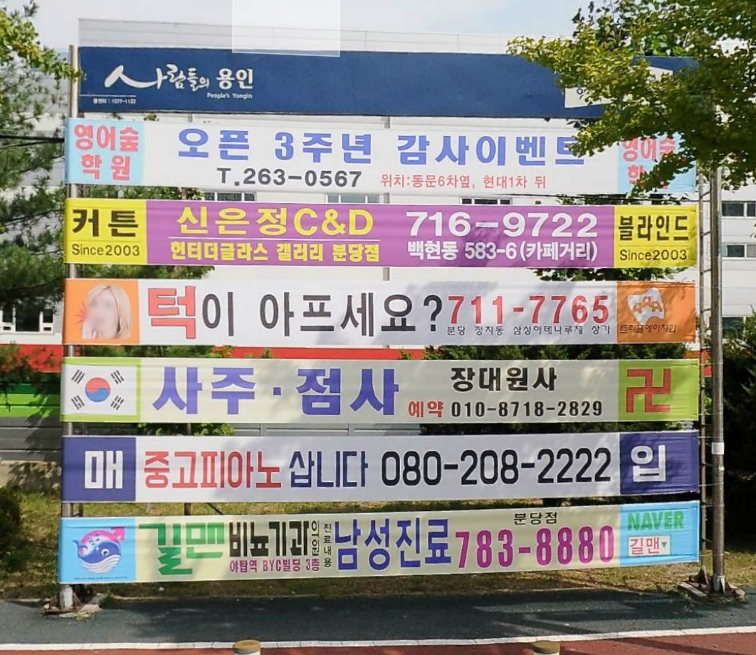 사람들의 용인
People's Yongin
영어숲 학원
오픈 3주년 감사이벤트
T.263-0567 위치:동문6차옆, 현대1차 뒤
영어숲 학원
커튼 Since2003
신은정C&D 716-9722
헌터더글라스 갤러리 분당점 백현동 583-6(카페거리)
블라인드 Since2003
턱이 아프세요? 711-7765
분당 정자동 삼성아데나루체 상가
사주·점사 장대원사
예약 010-8718-2829
卍
매 중고피아노 삽니다 080-208-2222 입
길맨 비뇨기과의원 진료내용 남성진료 분당점 783-8880
야탑역 BYC빌딩 3층
NAVER
길맨